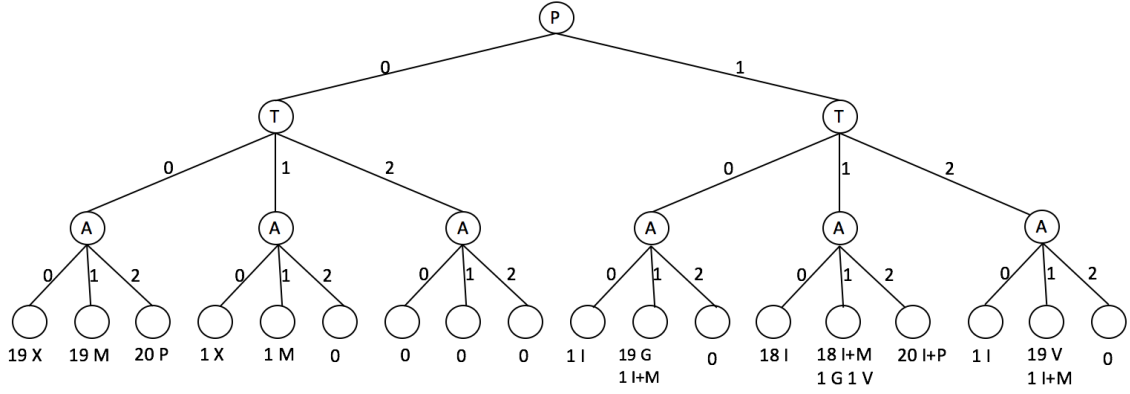 P
0 1
T T
0 1 2 0 1 2
A A A A A A
0 1 2 0 1 2 0 1 2 0 1 2 0 1 2 0 1 2
19 X 19 M 20 P 1 X 1 M 0 0 0 0 1 I 19 G 0 18 I 18 I+M 20 I+P 1 I 19 V 0
1 I+M 1 G 1 V 1 I+M